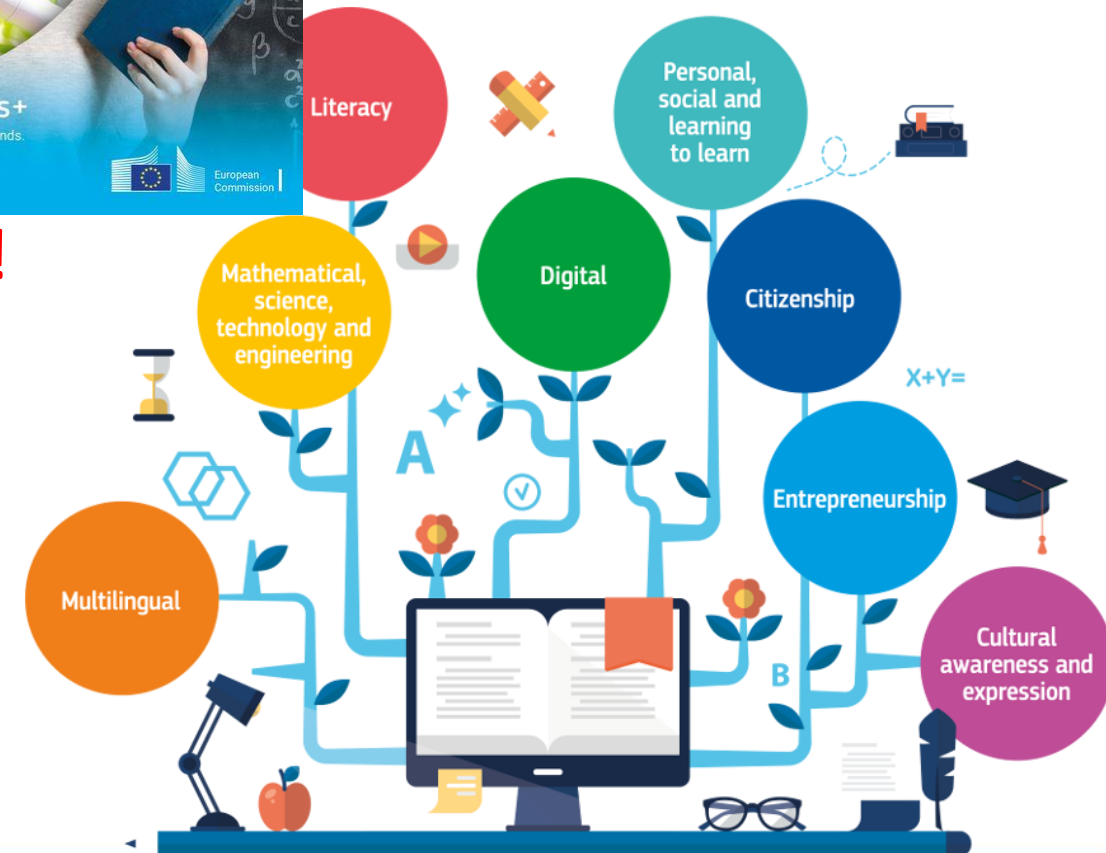 s+
nds.
European
Commission
β
!
Literacy
Personal,
social and
learning
to learn
Mathematical,
science,
technology and
engineering
Digital
Citizenship
X+Y=
A
Entrepreneurship
Multilingual
B
Cultural
awareness and
expression